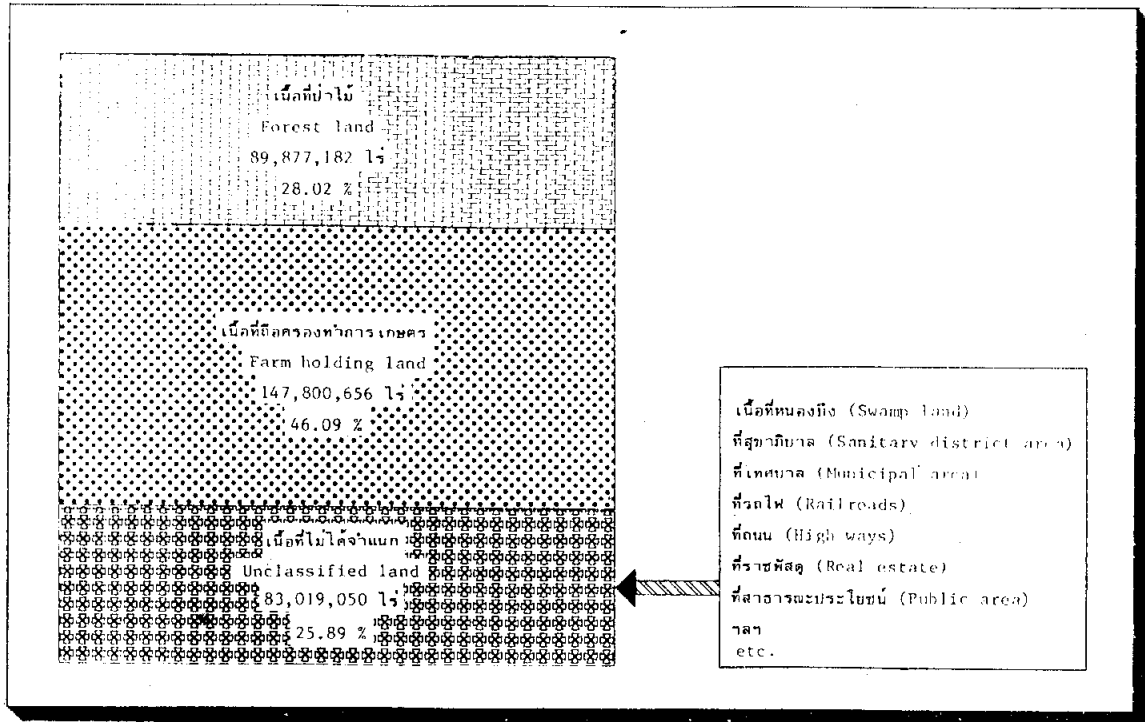 เนื้อที่ป่าไม้
Forest land
89,877,182 ไร่
28.02 %
เนื้อที่ถือครองทำการเกษตร
Farm holding land
147,800,656 ไร่
46.09 %
เนื้อที่ไม่ได้จำแนก
Unclassified land
83,019,050 ไร่
25.89 %
เนื้อที่หนองบึง (Swamp land)
ที่สุขาภิบาล (Sanitary district area)
ที่เทศบาล (Municipal area)
ที่รถไฟ (Railroads)
ที่ถนน (High ways)
ที่ราชพัสดุ (Real estate)
ที่สาธารณะประโยชน์ (Public area)
ฯลฯ
etc.